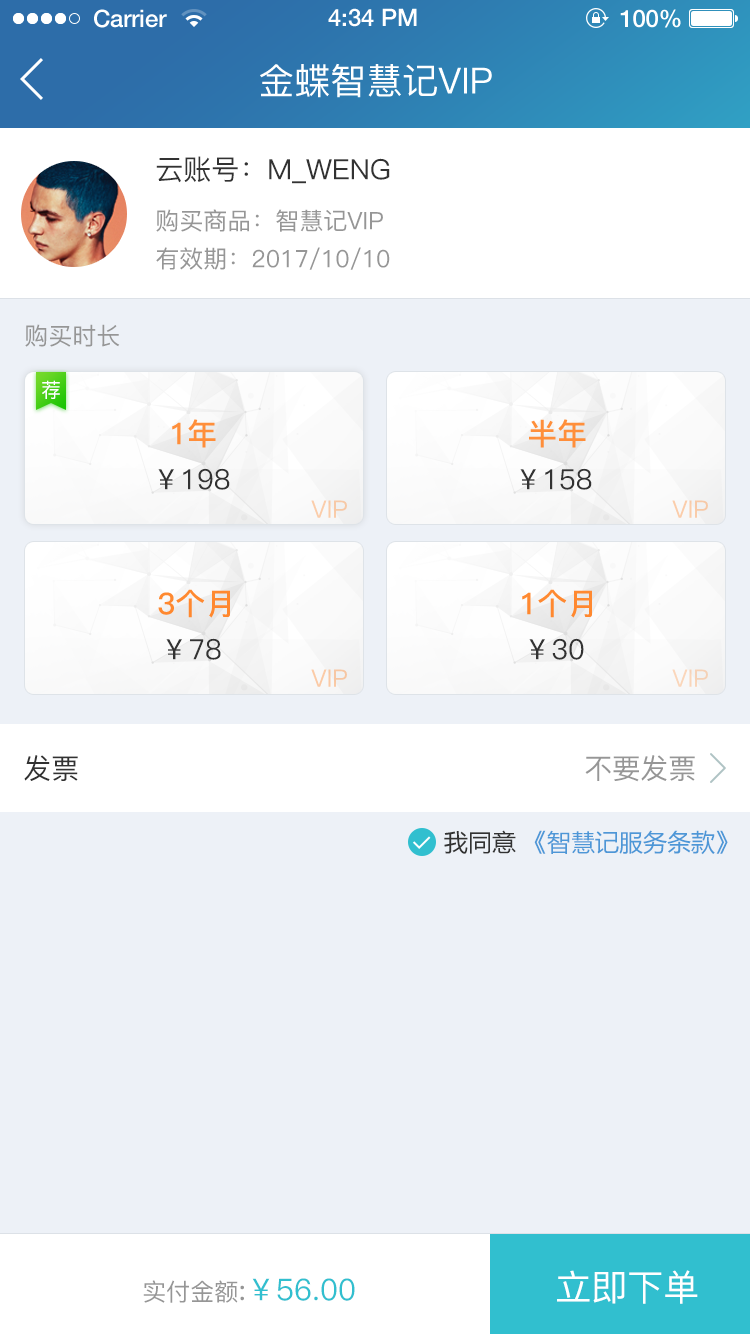 Carrier 4:34 PM 100%
金蝶智慧记VIP
云账号：M_WENG
购买商品：智慧记VIP
有效期：2017/10/10
购买时长
荐
1年
¥198
VIP
半年
¥158
VIP
3个月
¥78
VIP
1个月
¥30
VIP
发票 不要发票
我同意 《智慧记服务条款》
实付金额:¥56.00
立即下单